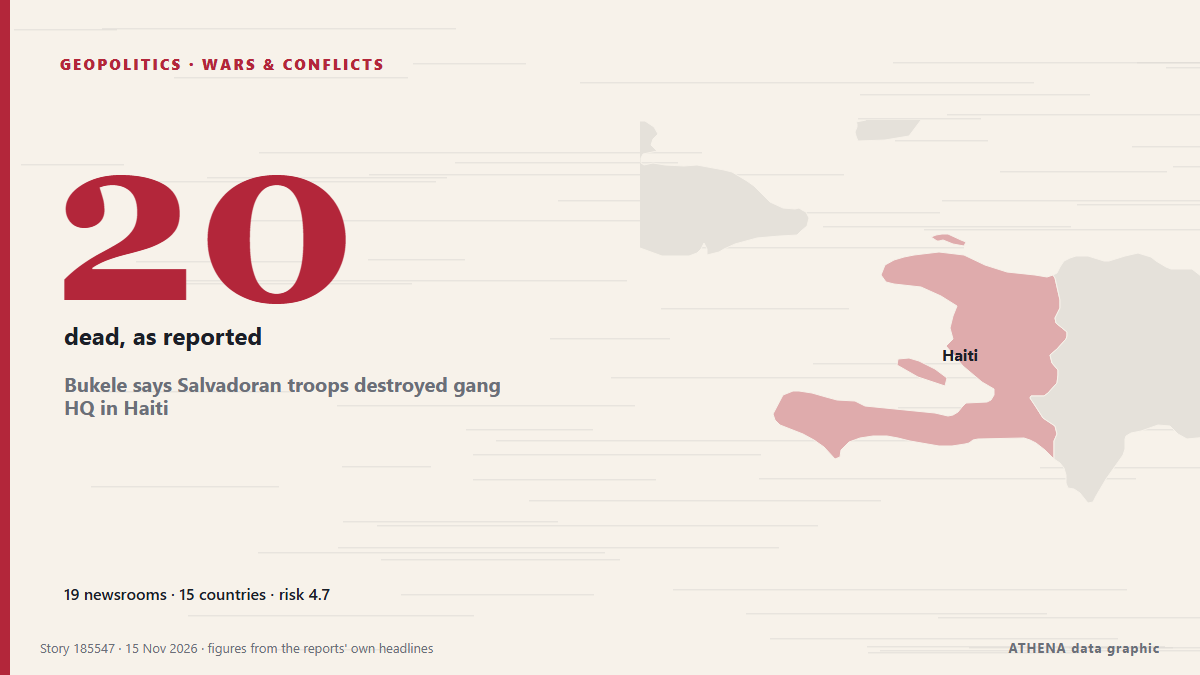 GEOPOLITICS · WARS & CONFLICTS
20
dead, as reported
Bukele says Salvadoran troops destroyed gang
HQ in Haiti
Haiti
19 newsrooms · 15 countries · risk 4.7
Story 185547 · 15 Nov 2026 · figures from the reports' own headlines
ATHENA data graphic